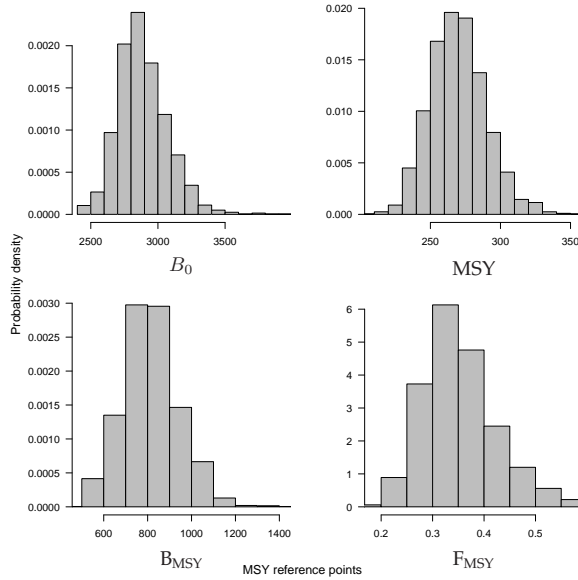 0.0020
0.0015
0.0010
0.0005
0.0000
2500 3000 3500
B₀
0.020
0.015
0.010
0.005
0.000
250 300 350
MSY
Probability density
0.0030
0.0025
0.0020
0.0015
0.0010
0.0005
0.0000
600 800 1000 1200 1400
B_MSY
6
5
4
3
2
1
0
0.2 0.3 0.4 0.5
F_MSY
MSY reference points